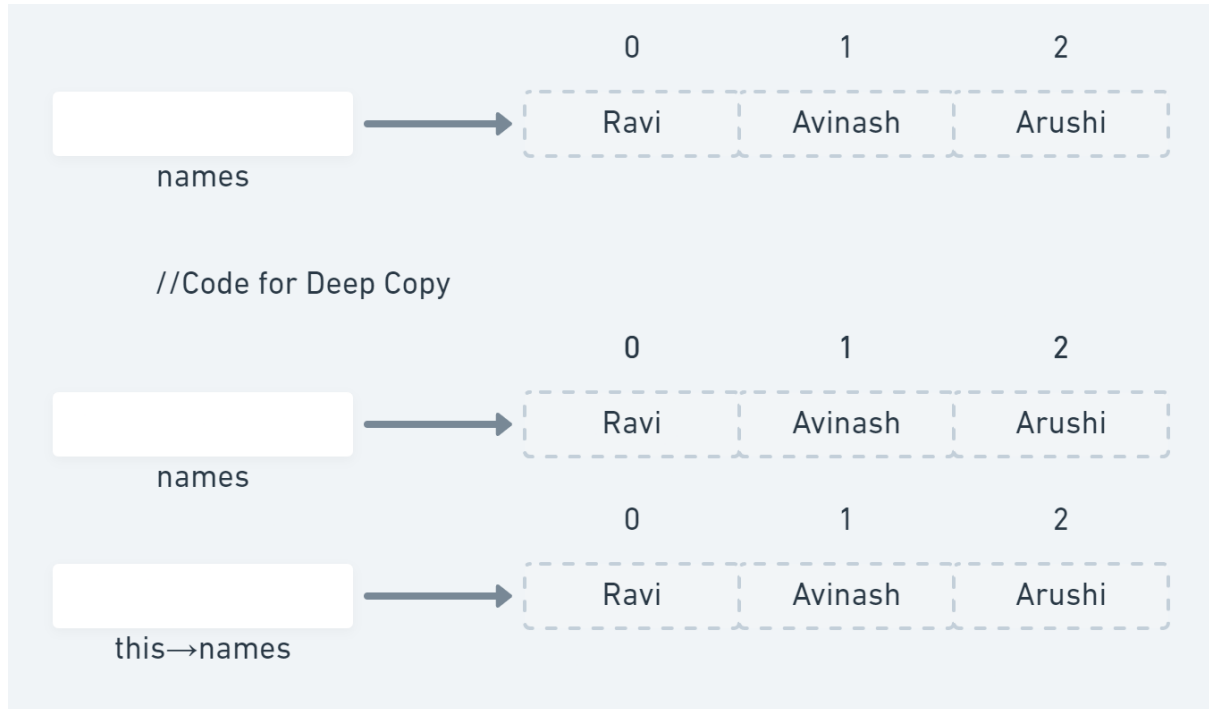 0 1 2
Ravi Avinash Arushi
names
//Code for Deep Copy
0 1 2
Ravi Avinash Arushi
names
0 1 2
Ravi Avinash Arushi
this→names